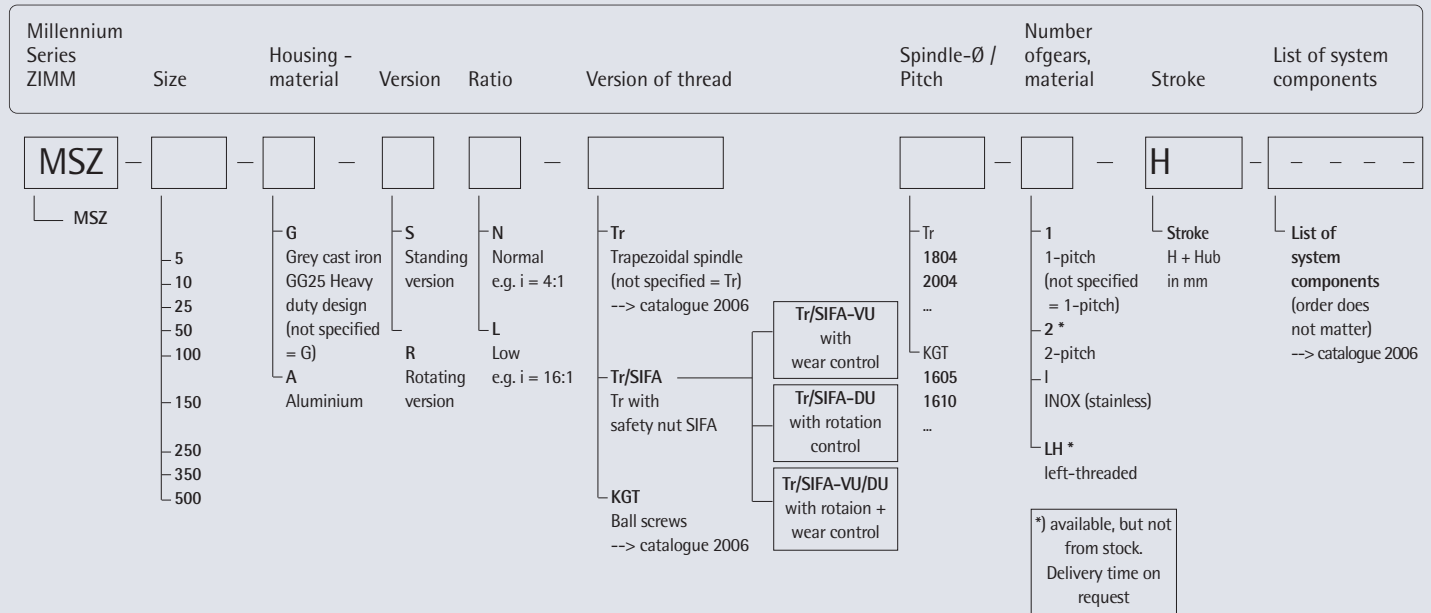 Millennium
Series
ZIMM
Size
Housing -
material
Version
Ratio
Version of thread
Spindle-Ø /
Pitch
Number
ofgears,
material
Stroke
List of system
components
MSZ – – – – – – H – – – – –
MSZ
5
10
25
50
100
150
250
350
500
G
Grey cast iron
GG25 Heavy
duty design
(not specified
= G)
A
Aluminium
S
Standing
version
R
Rotating
version
N
Normal
e.g. i = 4:1
L
Low
e.g. i = 16:1
Tr
Trapezoidal spindle
(not specified = Tr)
--> catalogue 2006
Tr/SIFA
Tr with
safety nut SIFA
KGT
Ball screws
--> catalogue 2006
Tr/SIFA-VU
with
wear control
Tr/SIFA-DU
with rotation
control
Tr/SIFA-VU/DU
with rotaion +
wear control
Tr
1804
2004
...
KGT
1605
1610
...
1
1-pitch
(not specified
= 1-pitch)
2 *
2-pitch
I
INOX (stainless)
LH *
left-threaded
*) available, but not
from stock.
Delivery time on
request
Stroke
H + Hub
in mm
List of
system
components
(order does
not matter)
--> catalogue 2006